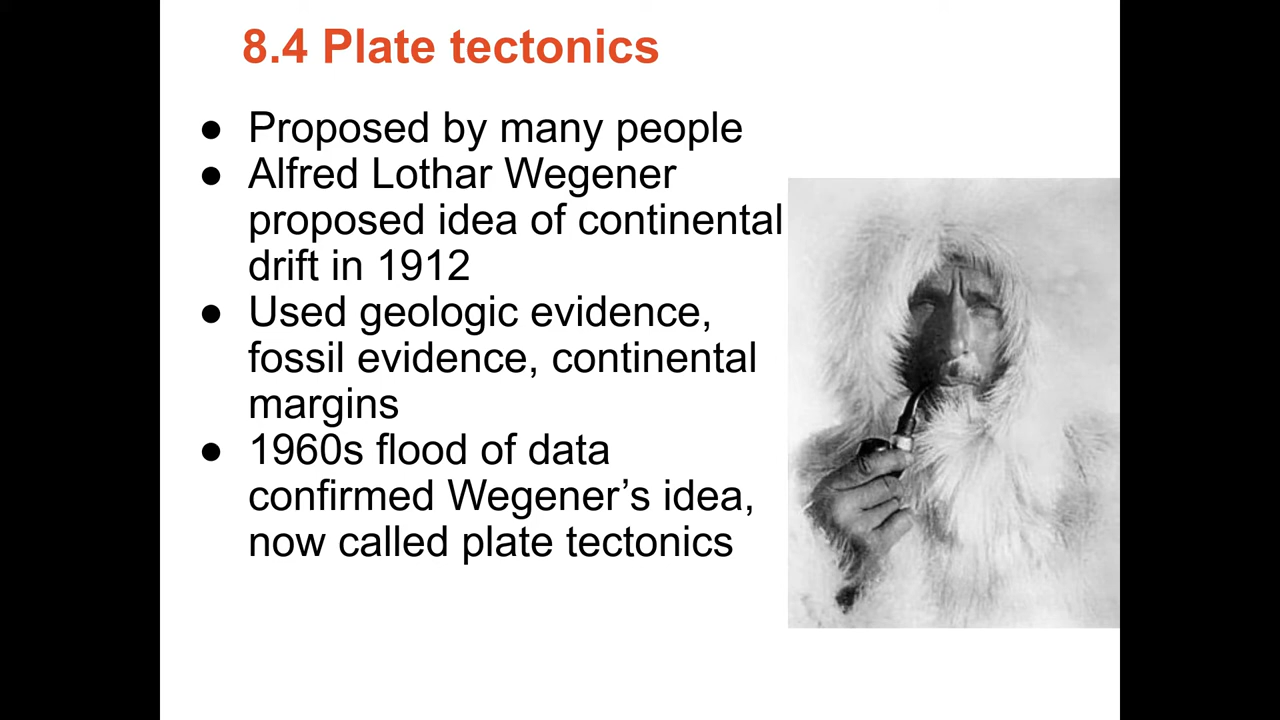 8.4 Plate tectonics
● Proposed by many people
● Alfred Lothar Wegener
proposed idea of continental
drift in 1912
● Used geologic evidence,
fossil evidence, continental
margins
● 1960s flood of data
confirmed Wegener’s idea,
now called plate tectonics